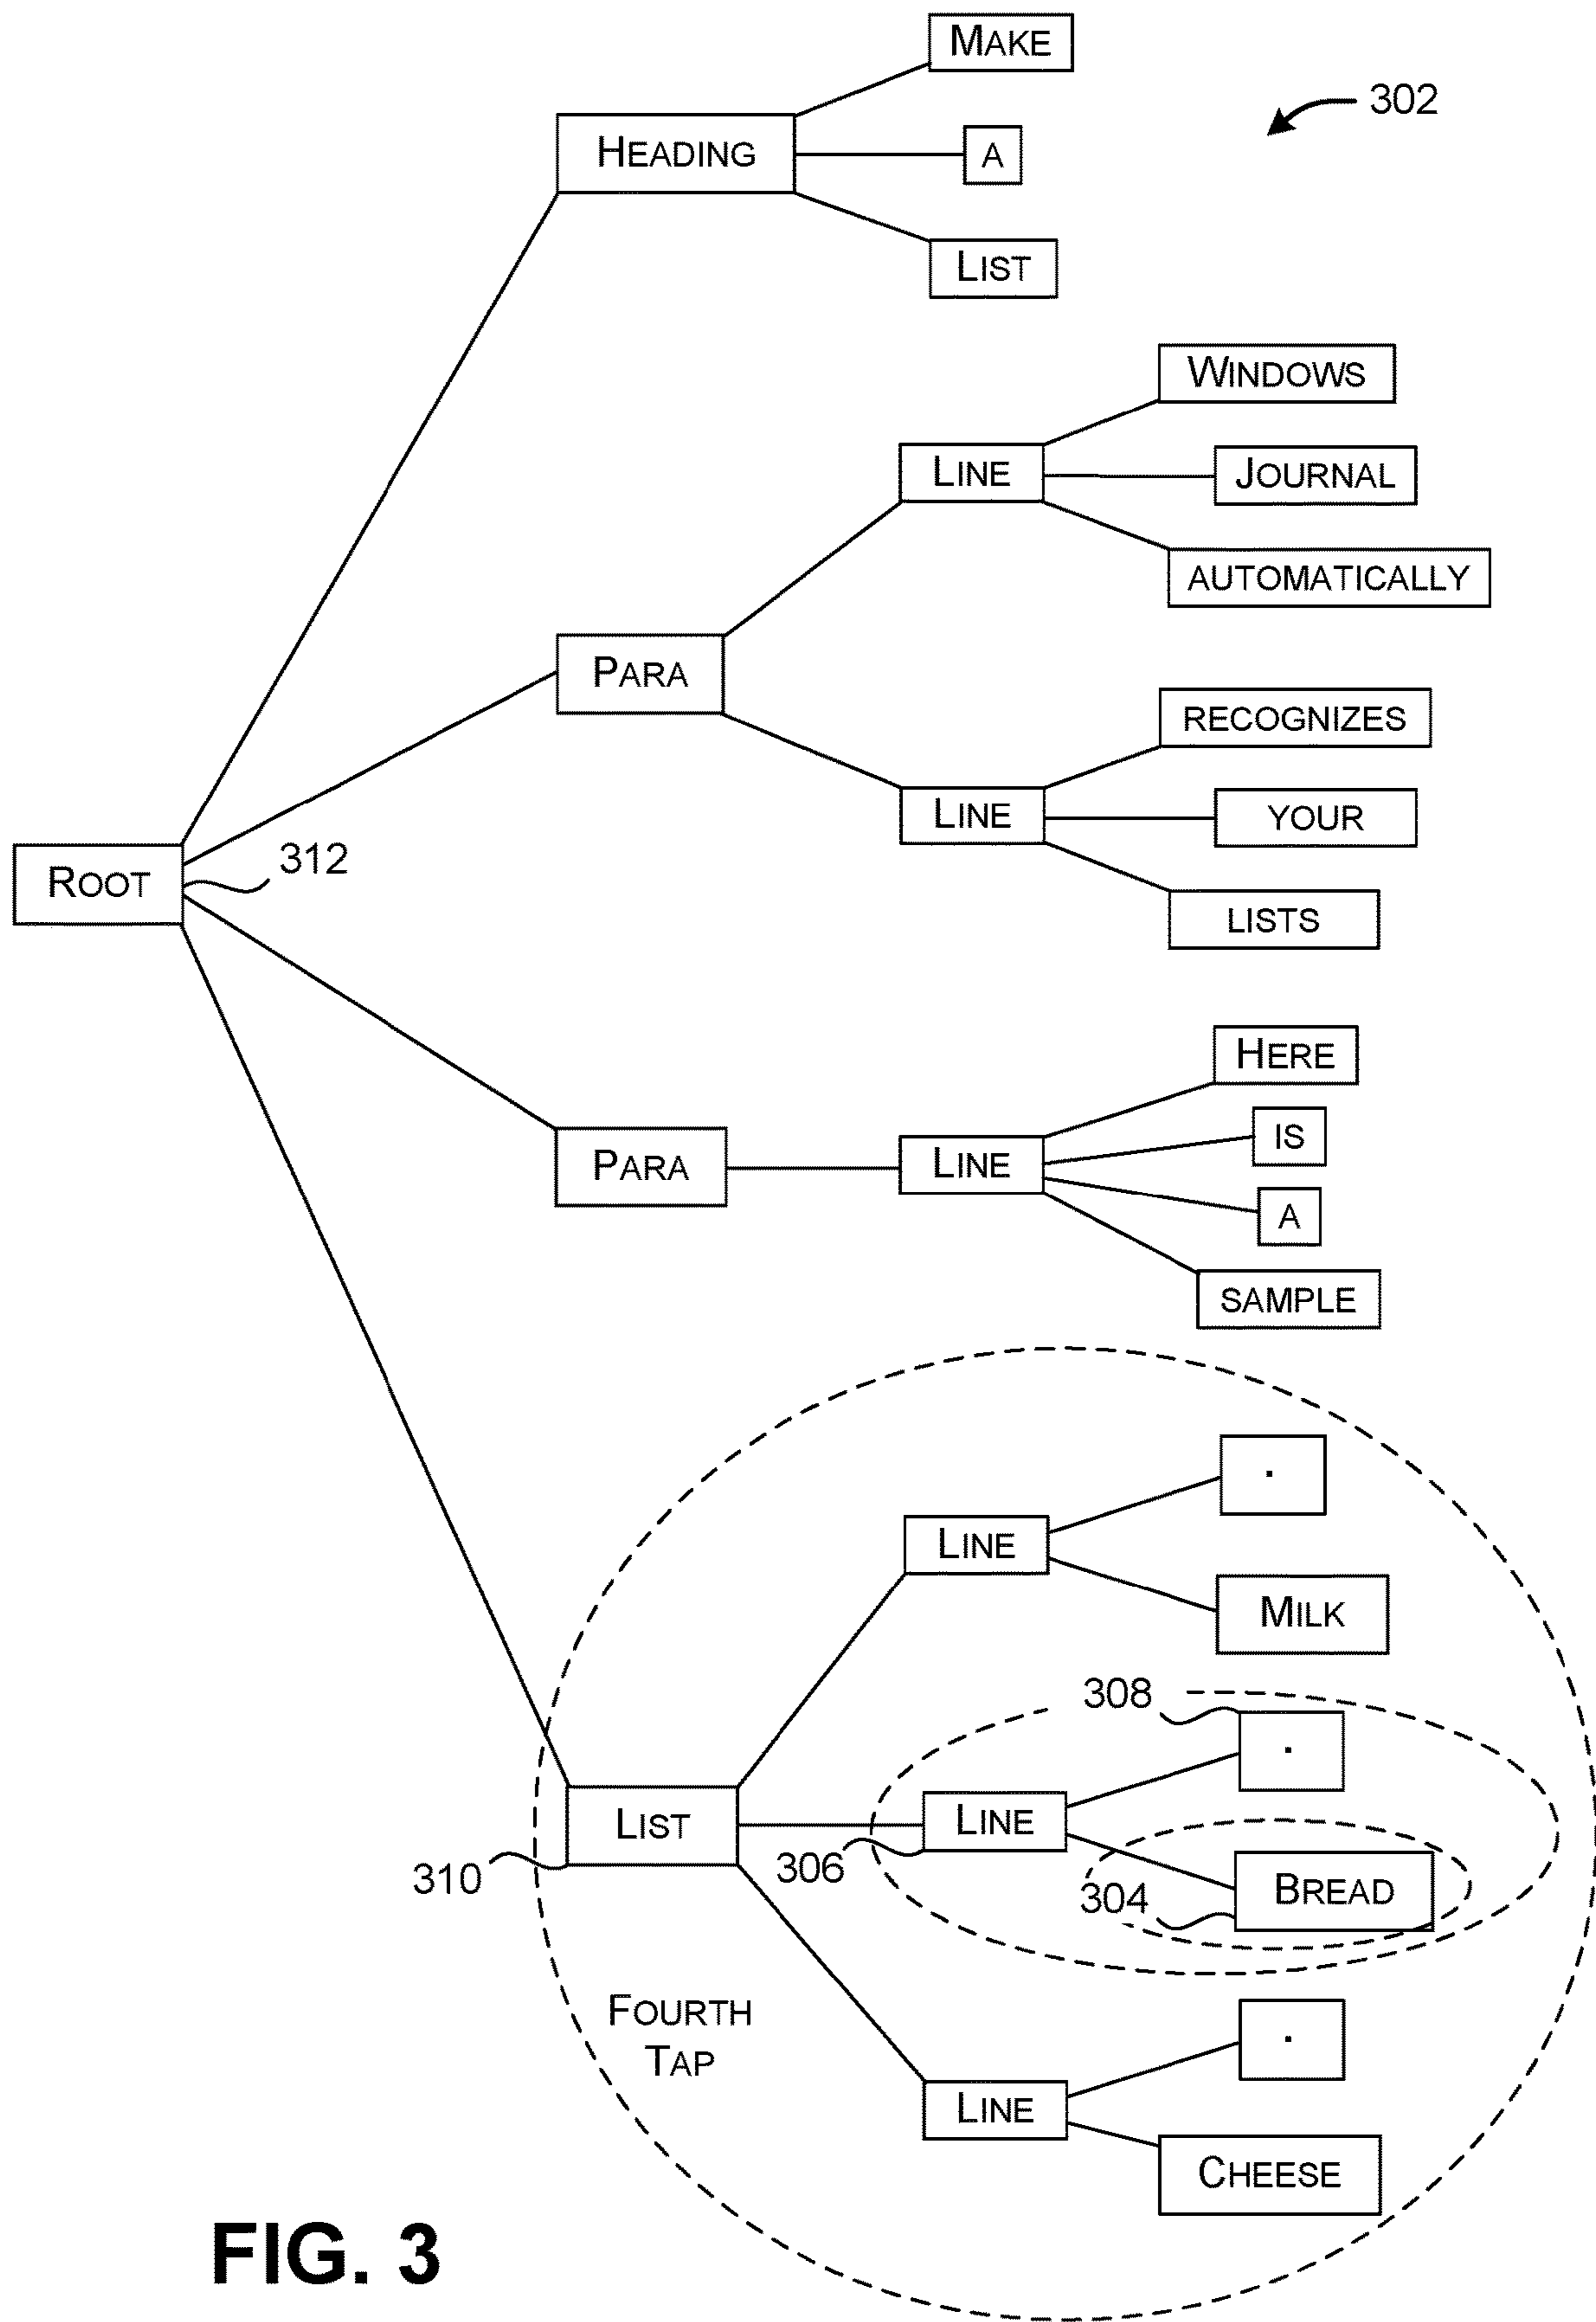 MAKE
302
HEADING
A
LIST
WINDOWS
LINE
JOURNAL
AUTOMATICALLY
PARA
RECOGNIZES
LINE
YOUR
312
ROOT
LISTS
HERE
IS
PARA
LINE
A
SAMPLE
·
LINE
MILK
308
·
LIST
LINE
306
310
BREAD
304
FOURTH
TAP
·
LINE
CHEESE
FIG. 3